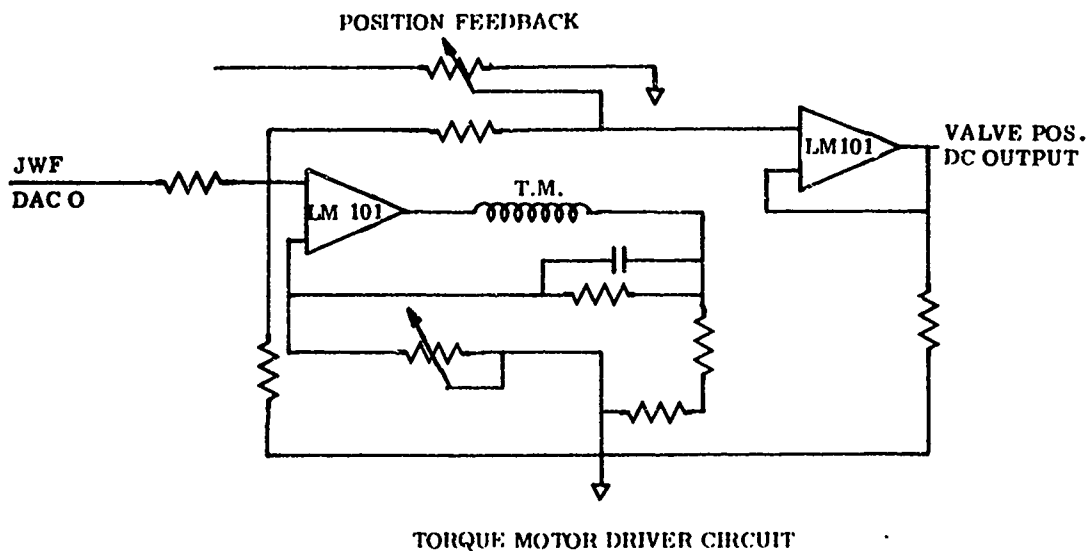 POSITION FEEDBACK
JWF
DAC O
LM 101
T.M.
LM101
VALVE POS.
DC OUTPUT
TORQUE MOTOR DRIVER CIRCUIT